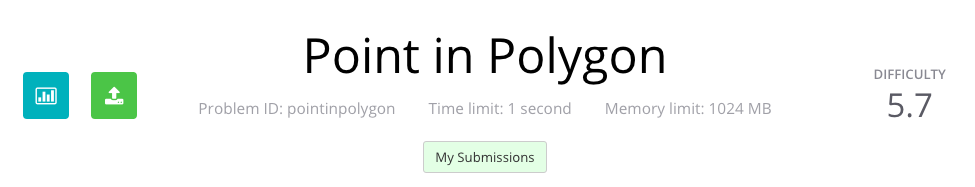 Point in Polygon
Problem ID: pointinpolygon Time limit: 1 second Memory limit: 1024 MB
My Submissions
DIFFICULTY
5.7